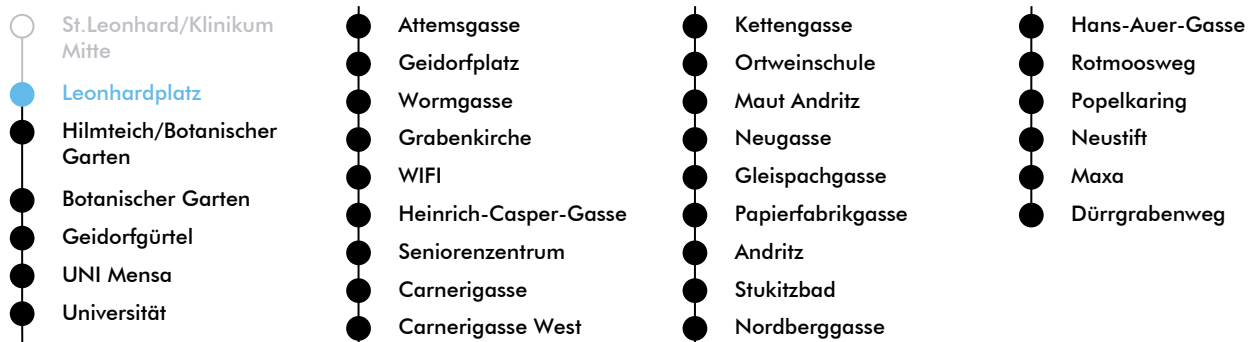 St.Leonhard/Klinikum
Mitte
Leonhardplatz
Hilmteich/Botanischer
Garten
Botanischer Garten
Geidorfgürtel
UNI Mensa
Universität
Attemsgasse
Geidorfplatz
Wormgasse
Grabenkirche
WIFI
Heinrich-Casper-Gasse
Seniorenzentrum
Carnerigasse
Carnerigasse West
Kettengasse
Ortweinschule
Maut Andritz
Neugasse
Gleispachgasse
Papierfabrikgasse
Andritz
Stukitzbad
Nordberggasse
Hans-Auer-Gasse
Rotmoosweg
Popelkaring
Neustift
Maxa
Dürrgrabenweg